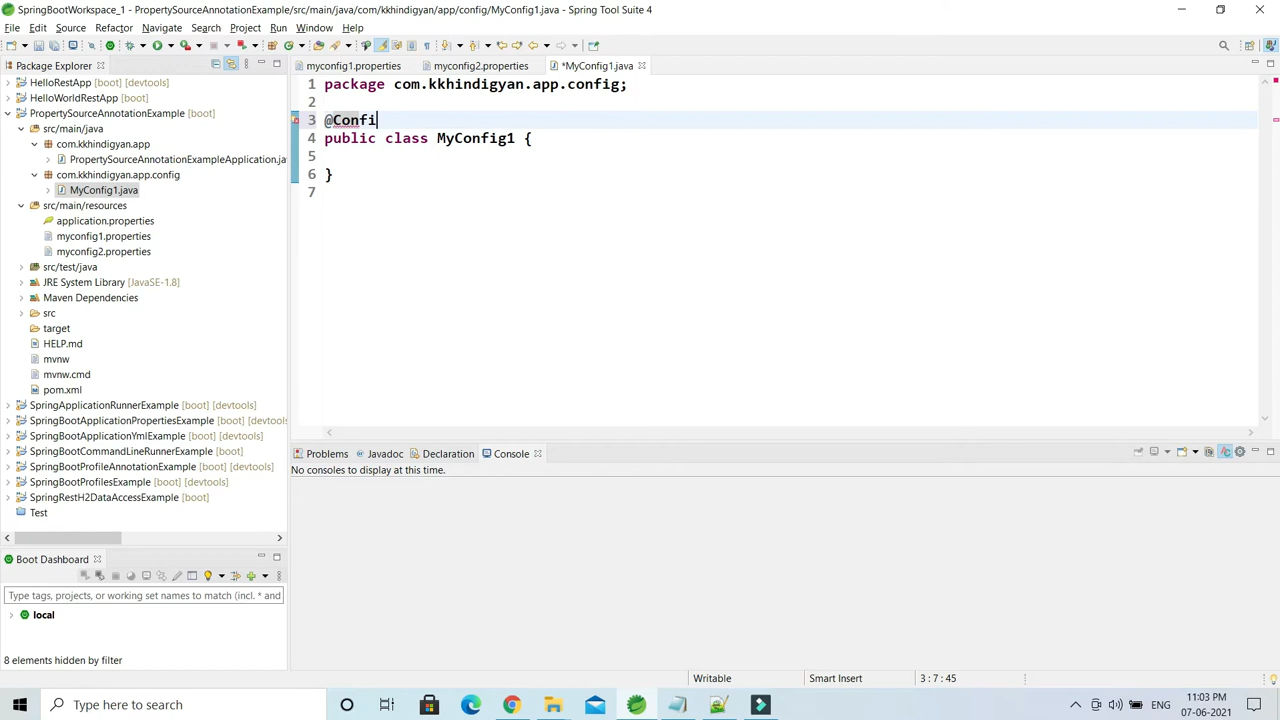 SpringBootWorkspace_1 - PropertySourceAnnotationExample/src/main/java/com/kkhindigyan/app/config/MyConfig1.java - Spring Tool Suite 4
File Edit Source Refactor Navigate Search Project Run Window Help
Package Explorer
myconfig1.properties
myconfig2.properties
*MyConfig1.java
HelloRestApp [boot] [devtools]
HelloWorldRestApp [boot]
PropertySourceAnnotationExample [boot]
src/main/java
com.kkhindigyan.app
PropertySourceAnnotationExampleApplication.ja
com.kkhindigyan.app.config
MyConfig1.java
src/main/resources
application.properties
myconfig1.properties
myconfig2.properties
src/test/java
JRE System Library [JavaSE-1.8]
Maven Dependencies
src
target
HELP.md
mvnw
mvnw.cmd
pom.xml
SpringApplicationRunnerExample [boot] [devtools]
SpringBootApplicationPropertiesExample [boot] [devtools
SpringBootApplicationYmlExample [boot] [devtools]
SpringBootCommandLineRunnerExample [boot] [devtools]
SpringBootProfileAnnotationExample [boot] [devtools]
SpringBootProfilesExample [boot] [devtools]
SpringRestH2DataAccessExample [boot]
Test
1 package com.kkhindigyan.app.config;
2
3 @Confi
4 public class MyConfig1 {
5
6 }
7
Problems Javadoc Declaration Console
No consoles to display at this time.
Boot Dashboard
Type tags, projects, or working set names to match (incl. * and
local
8 elements hidden by filter
Writable
Smart Insert
3 : 7 : 45
Type here to search
ENG
11:03 PM
07-06-2021